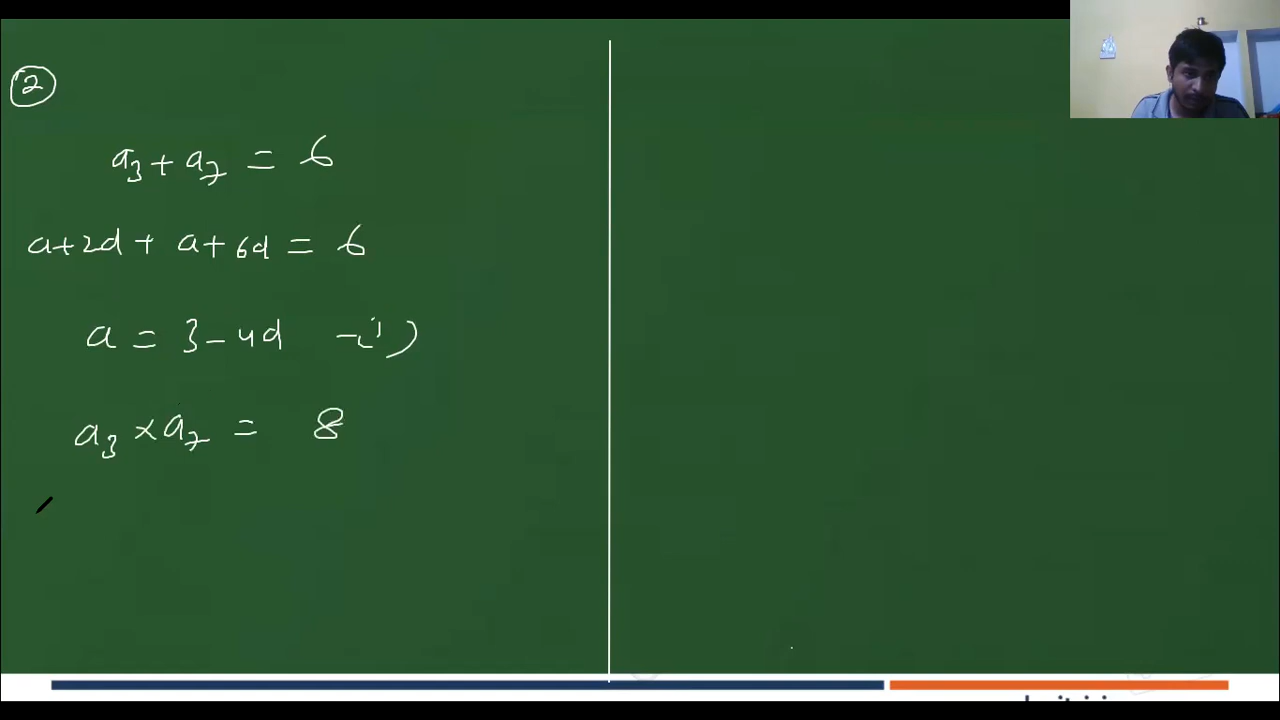 2
a₃ + a₇ = 6
a+2d + a+6d = 6
a = 3 - 4d -i)
a₃ × a₇ = 8